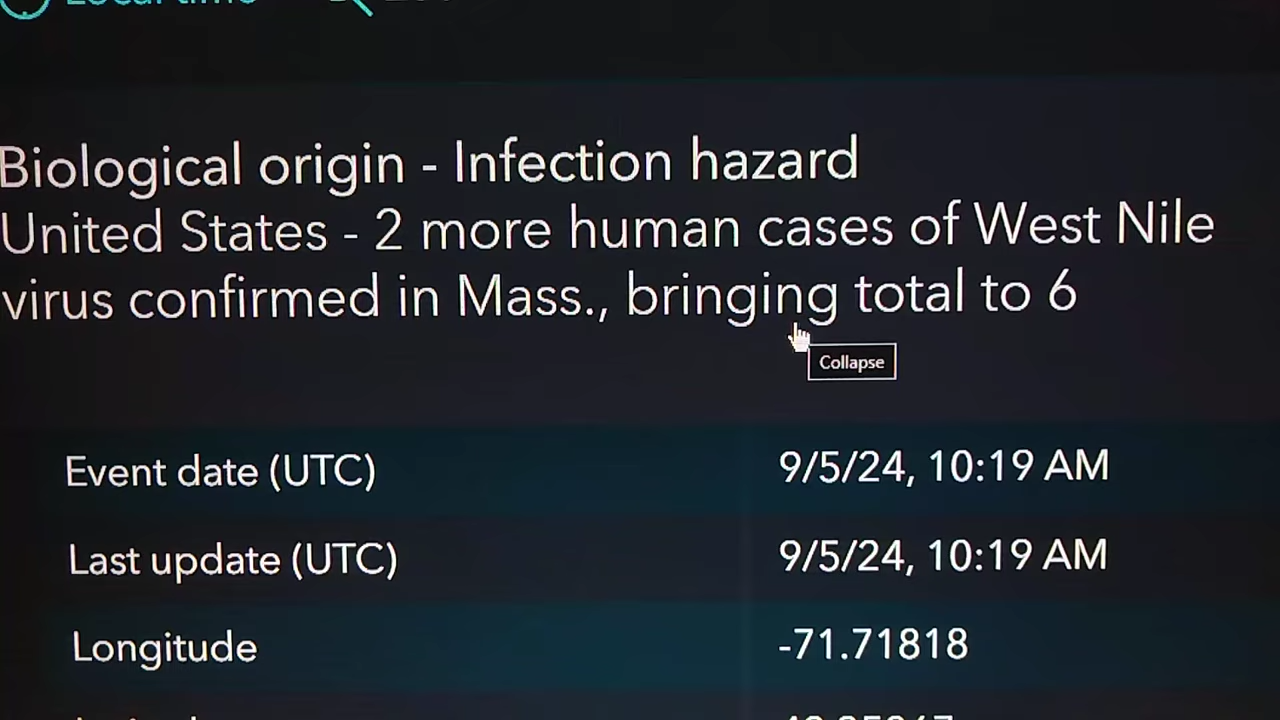 Local time
Biological origin - Infection hazard
United States - 2 more human cases of West Nile
virus confirmed in Mass., bringing total to 6
Collapse
Event date (UTC) 9/5/24, 10:19 AM
Last update (UTC) 9/5/24, 10:19 AM
Longitude -71.71818